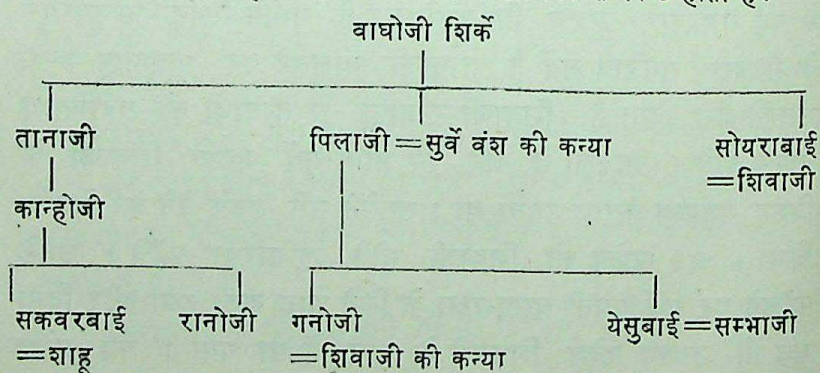 वाघोजी शिर्के
तानाजी पिलाजी=सुर्वे वंश की कन्या सोयराबाई
=शिवाजी
कान्होजी
सकवरबाई रानोजी गनोजी येसुबाई=सम्भाजी
=शाहू =शिवाजी की कन्या